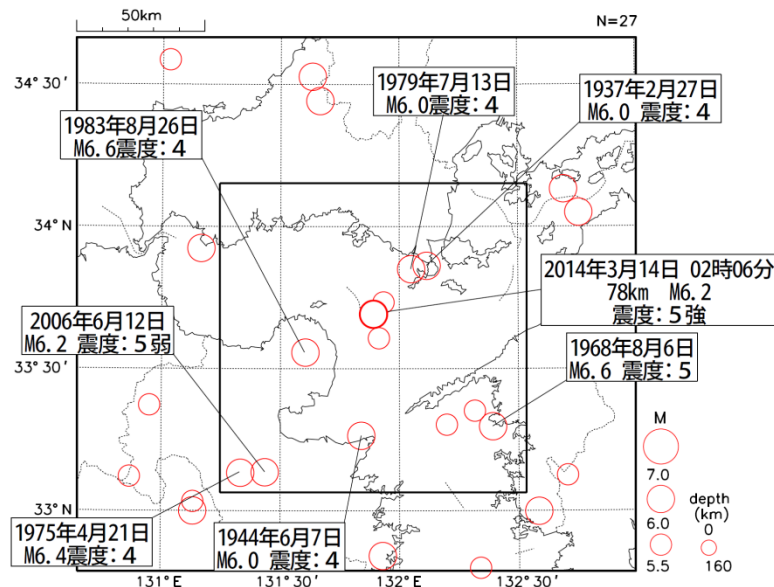 50km
N=27
34°30'
34°N
33°30'
33°N
131°E
131.5°
132°E
132.5°
1979年7月13日
M6.0震度:4
1937年2月27日
M6.0 震度:4
1983年8月26日
M6.6震度:4
2014年3月14日 02時06分
78km M6.2
震度:5強
2006年6月12日
M6.2 震度:5弱
1968年8月6日
M6.6 震度:5
1975年4月21日
M6.4震度:4
1944年6月7日
M6.0 震度:4
M
7.0
6.0
5.5
depth
(km)
0
160